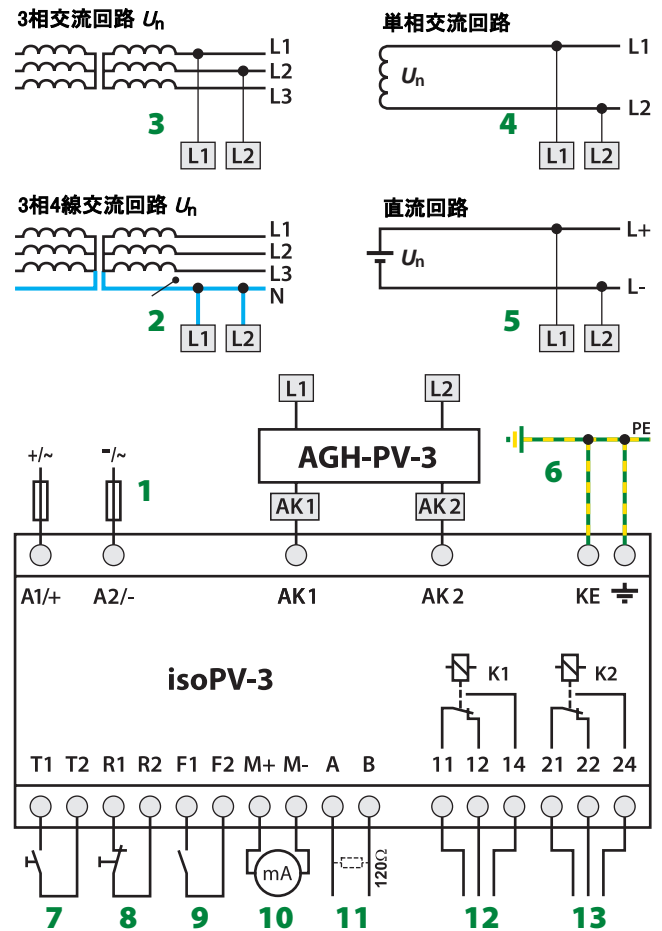 3相交流回路 Un
L1
L2
L3
3
L1 L2
単相交流回路
L1
Un
L2
4
L1 L2
3相4線交流回路 Un
L1
L2
L3
N
2
L1 L2
直流回路
L+
Un
L-
5
L1 L2
L1 L2
AGH-PV-3
AK1 AK2
+/~ -/~
1
6
PE
A1/+ A2/- AK1 AK2 KE
isoPV-3
K1 K2
T1 T2 R1 R2 F1 F2 M+ M- A B 11 12 14 21 22 24
mA
120Ω
7 8 9 10 11 12 13